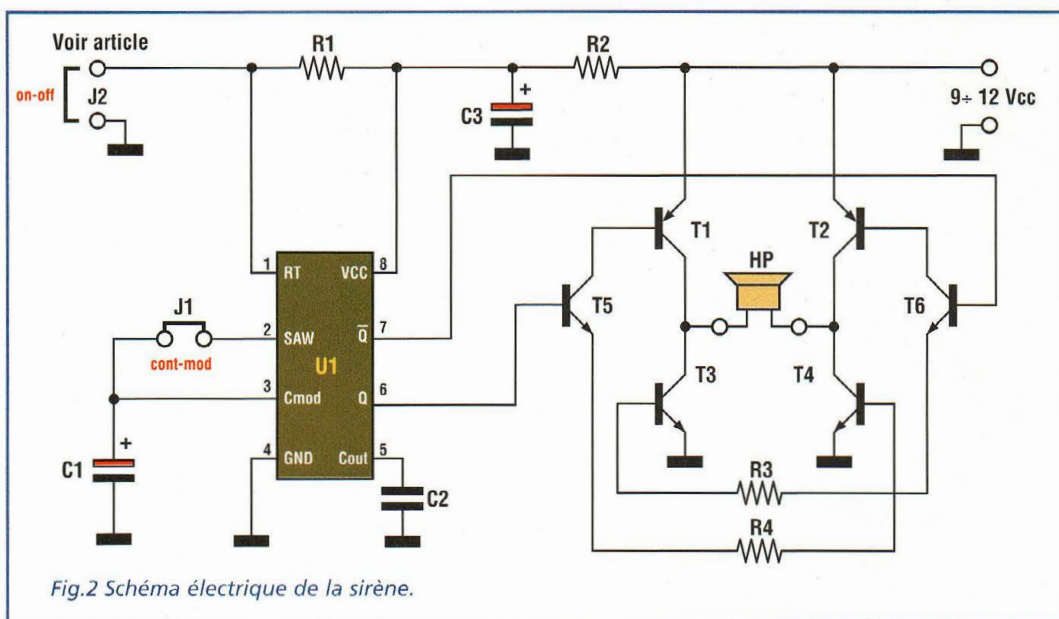 Voir article
R1
R2
on-off
J2
+
C3
9÷ 12 Vcc
T1
T2
HP
T5
T6
1
RT
VCC
8
J1
2
SAW
Q̅
7
cont-mod
U1
3
Cmod
Q
6
T3
T4
+
C1
4
GND
Cout
5
C2
R3
R4
Fig.2 Schéma électrique de la sirène.